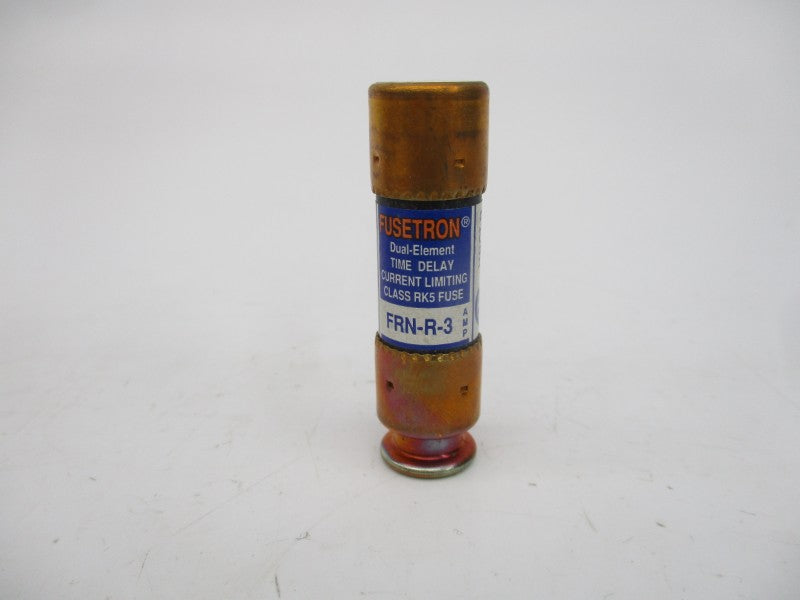 FUSETRON®
Dual-Element
TIME DELAY
CURRENT LIMITING
CLASS RK5 FUSE
FRN-R-3
AMP